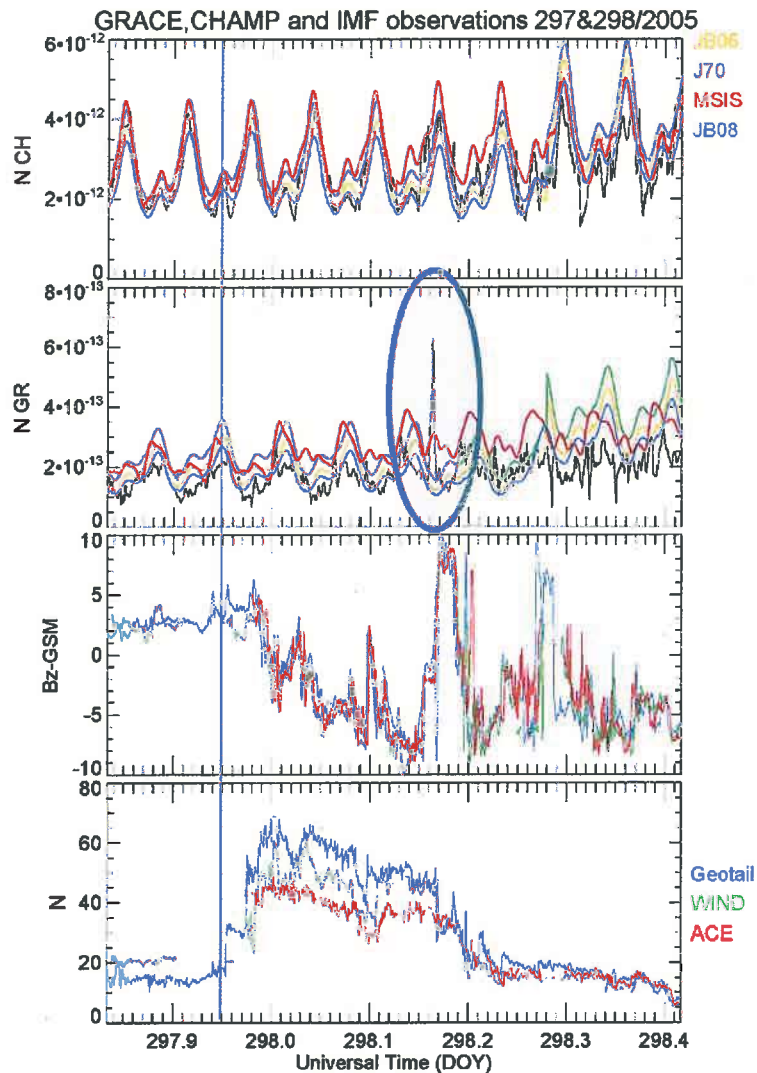 GRACE,CHAMP and IMF observations 297&298/2005
6•10⁻¹²
4•10⁻¹²
2•10⁻¹²
0
N CH
JB06
J70
MSIS
JB08
8•10⁻¹³
6•10⁻¹³
4•10⁻¹³
2•10⁻¹³
0
N GR
10
5
0
-5
-10
Bz-GSM
80
60
40
20
0
N
Geotail
WIND
ACE
297.9 298.0 298.1 298.2 298.3 298.4
Universal Time (DOY)